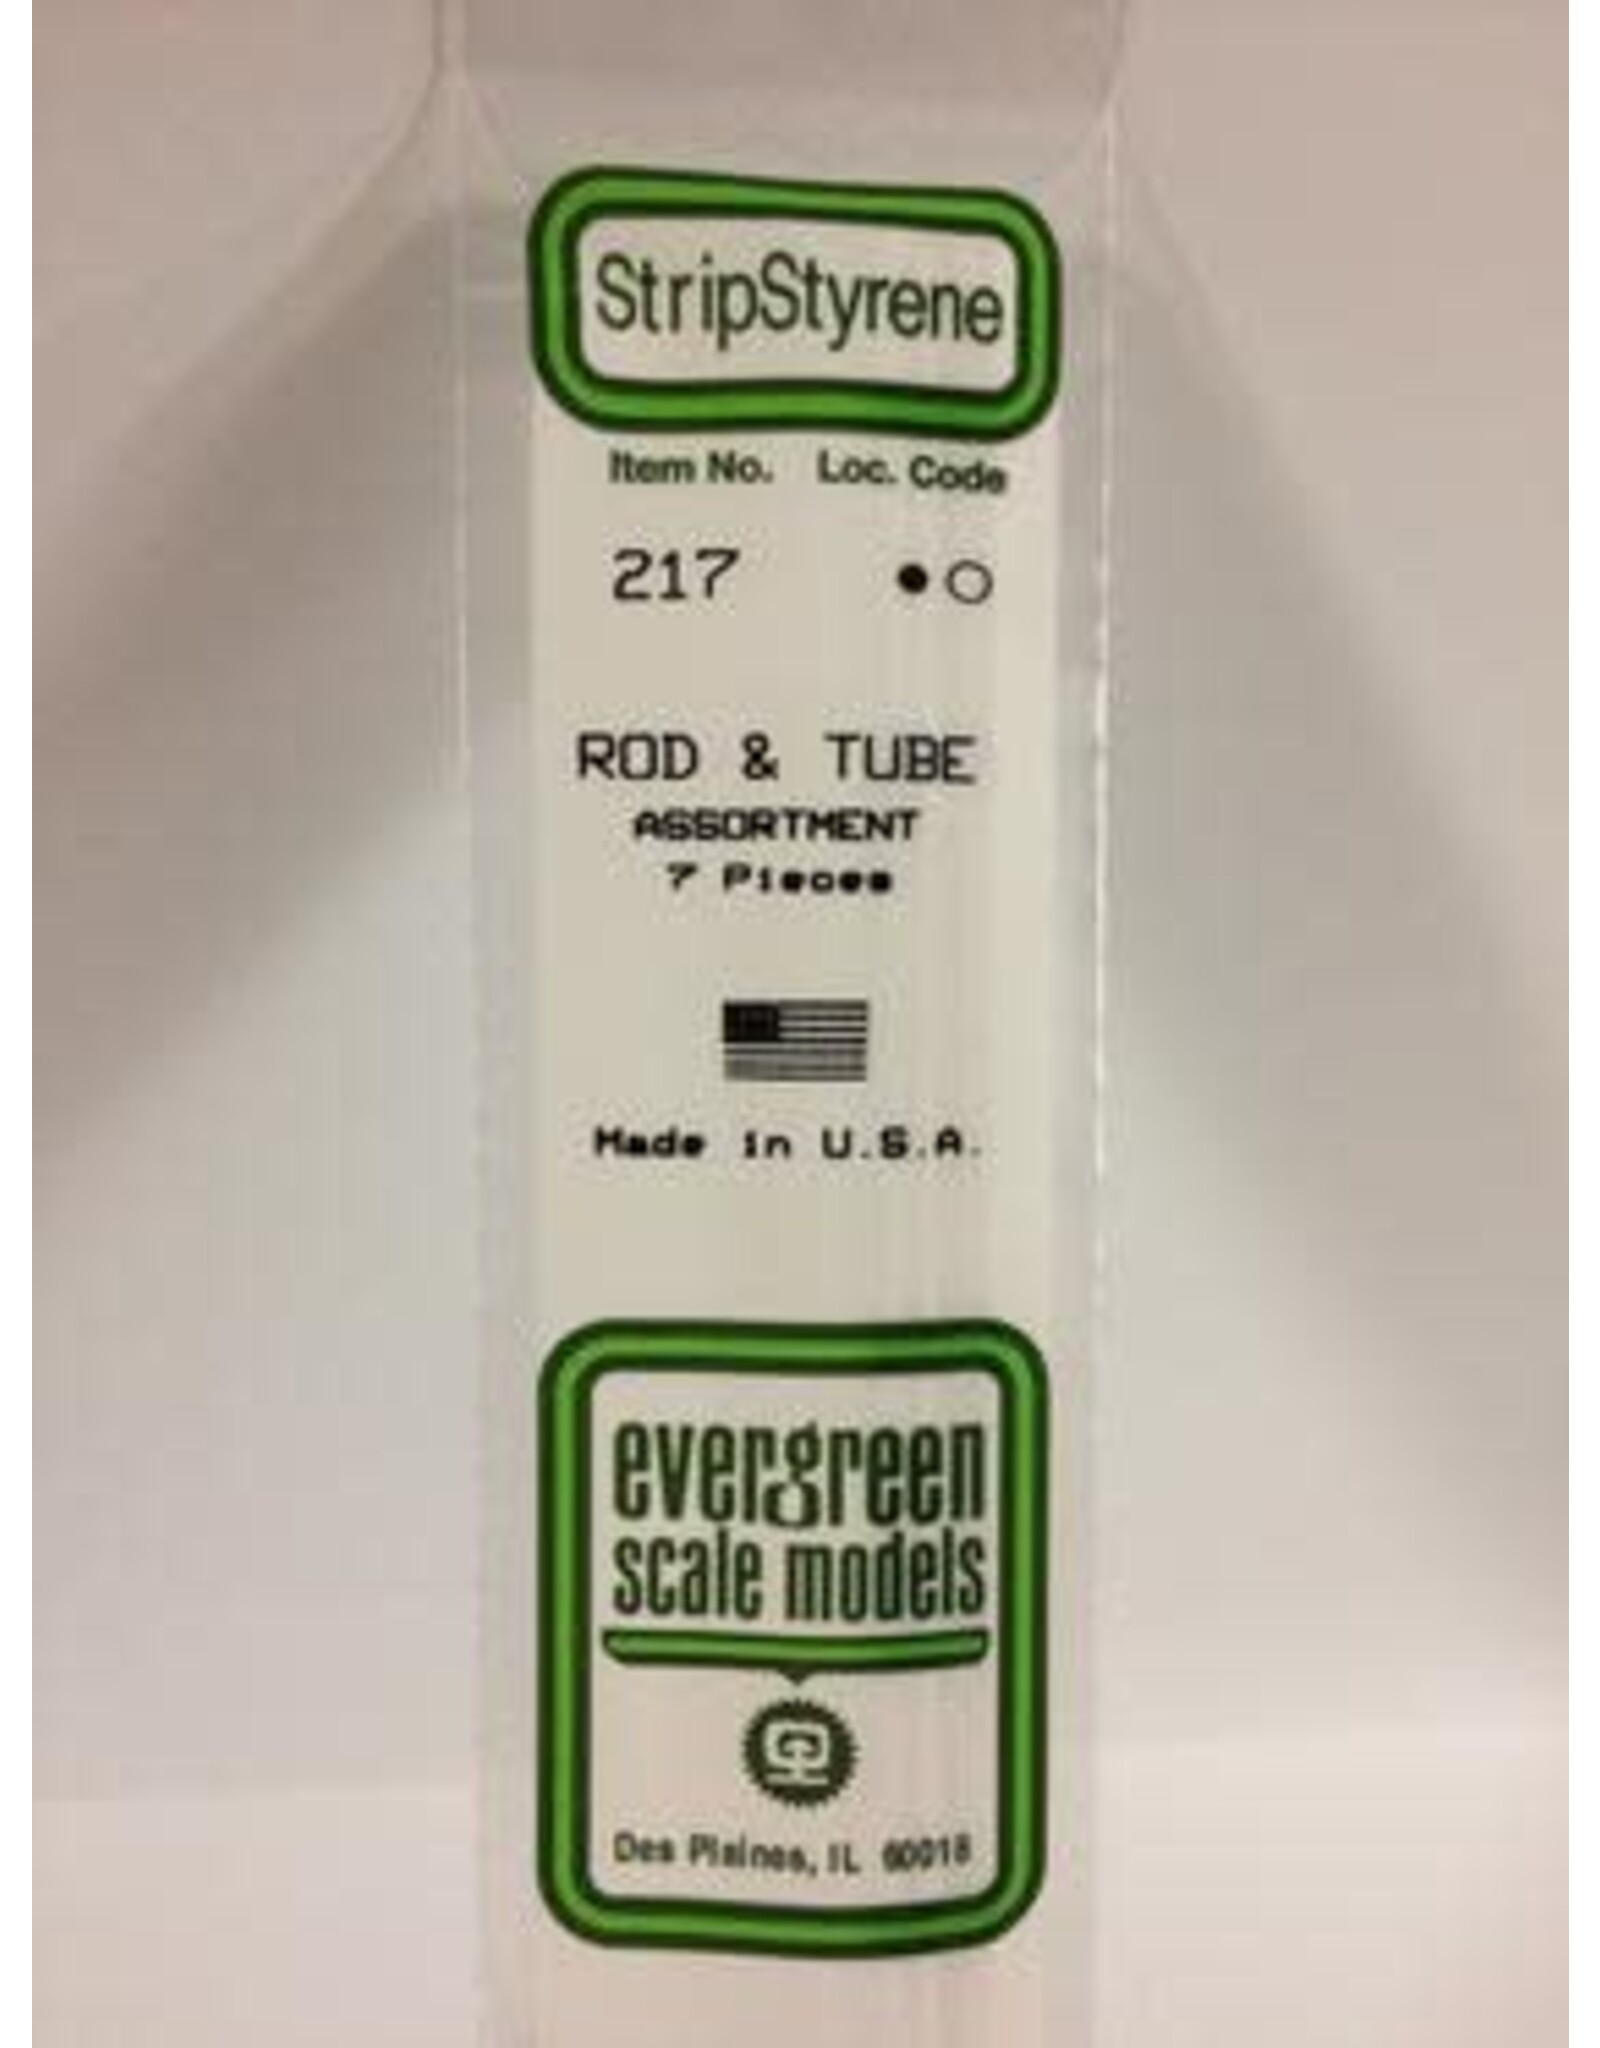 StripStyrene
Item No. Loc. Code
217
ROD & TUBE
ASSORTMENT
7 Pieces
Made in U.S.A.
evergreen
scale models
Des Plaines, IL 60018